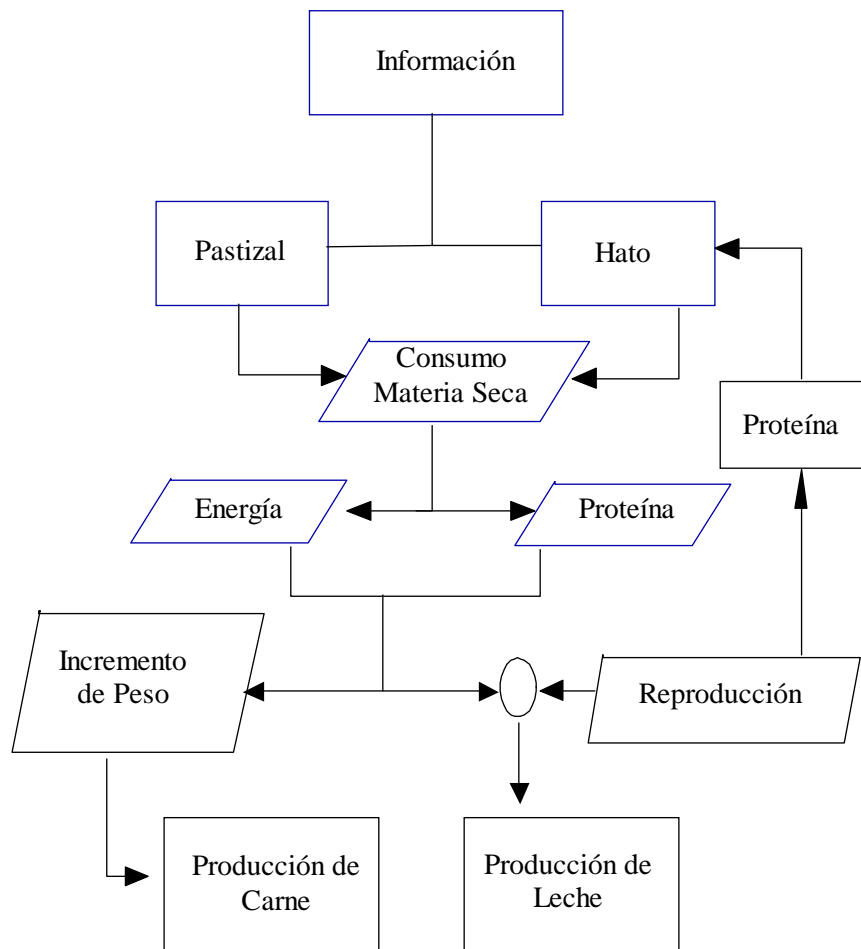 Información
Pastizal
Hato
Consumo
Materia Seca
Proteína
Energía
Proteína
Incremento
de Peso
Reproducción
Producción de
Carne
Producción de
Leche